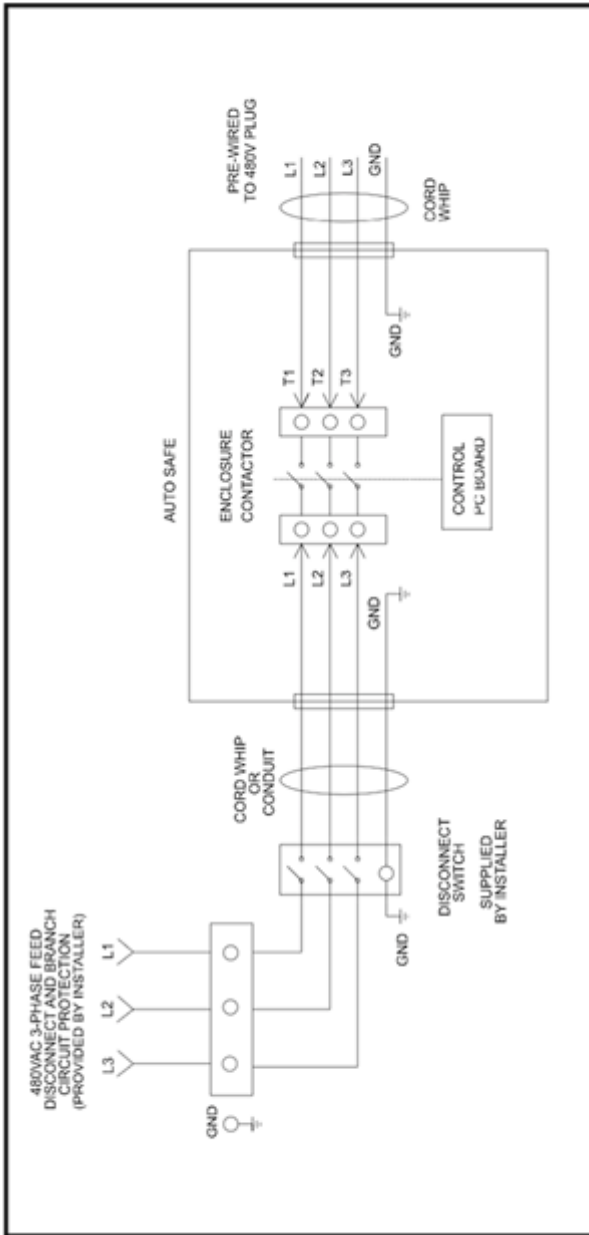 480VAC 3-PHASE FEED
DISCONNECT AND BRANCH
CIRCUIT PROTECTION
(PROVIDED BY INSTALLER)
L3
L2
L1
GND
GND
DISCONNECT
SWITCH
SUPPLIED
BY INSTALLER
CORD WHIP
OR
CONDUIT
AUTO SAFE
L1
L2
L3
GND
ENCLOSURE
CONTACTOR
T1
T2
T3
CONTROL
PC BOARD
GND
PRE-WIRED
TO 480V PLUG
L1
L2
L3
GND
CORD
WHIP